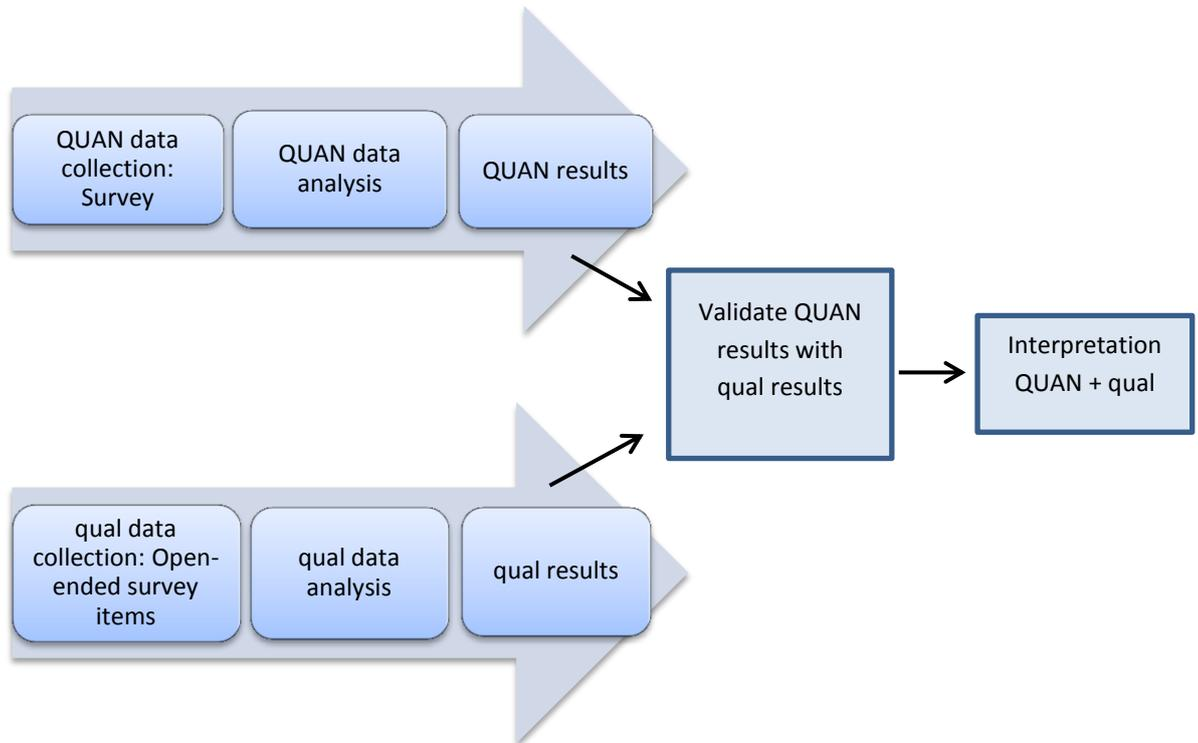 QUAN data
collection:
Survey
QUAN data
analysis
QUAN results
Validate QUAN
results with
qual results
Interpretation
QUAN + qual
qual data
collection: Open-
ended survey
items
qual data
analysis
qual results